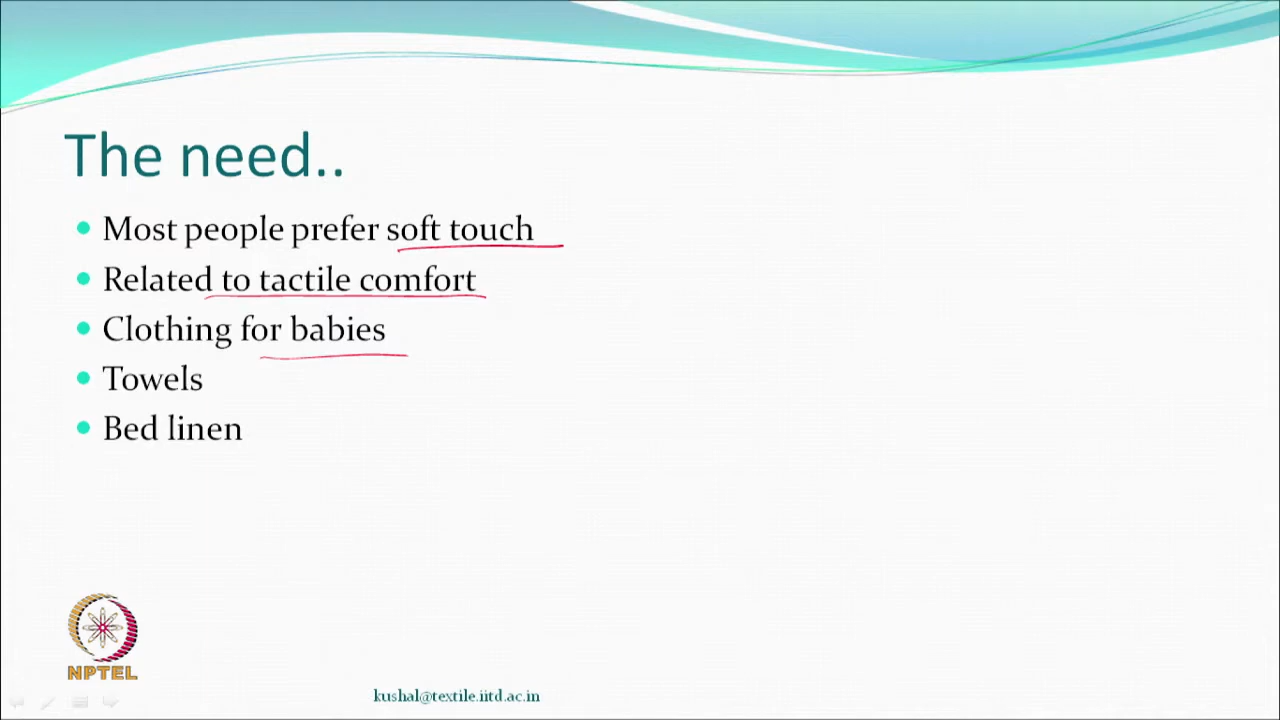 The need..
Most people prefer soft touch
Related to tactile comfort
Clothing for babies
Towels
Bed linen
NPTEL
kushal@textile.iitd.ac.in